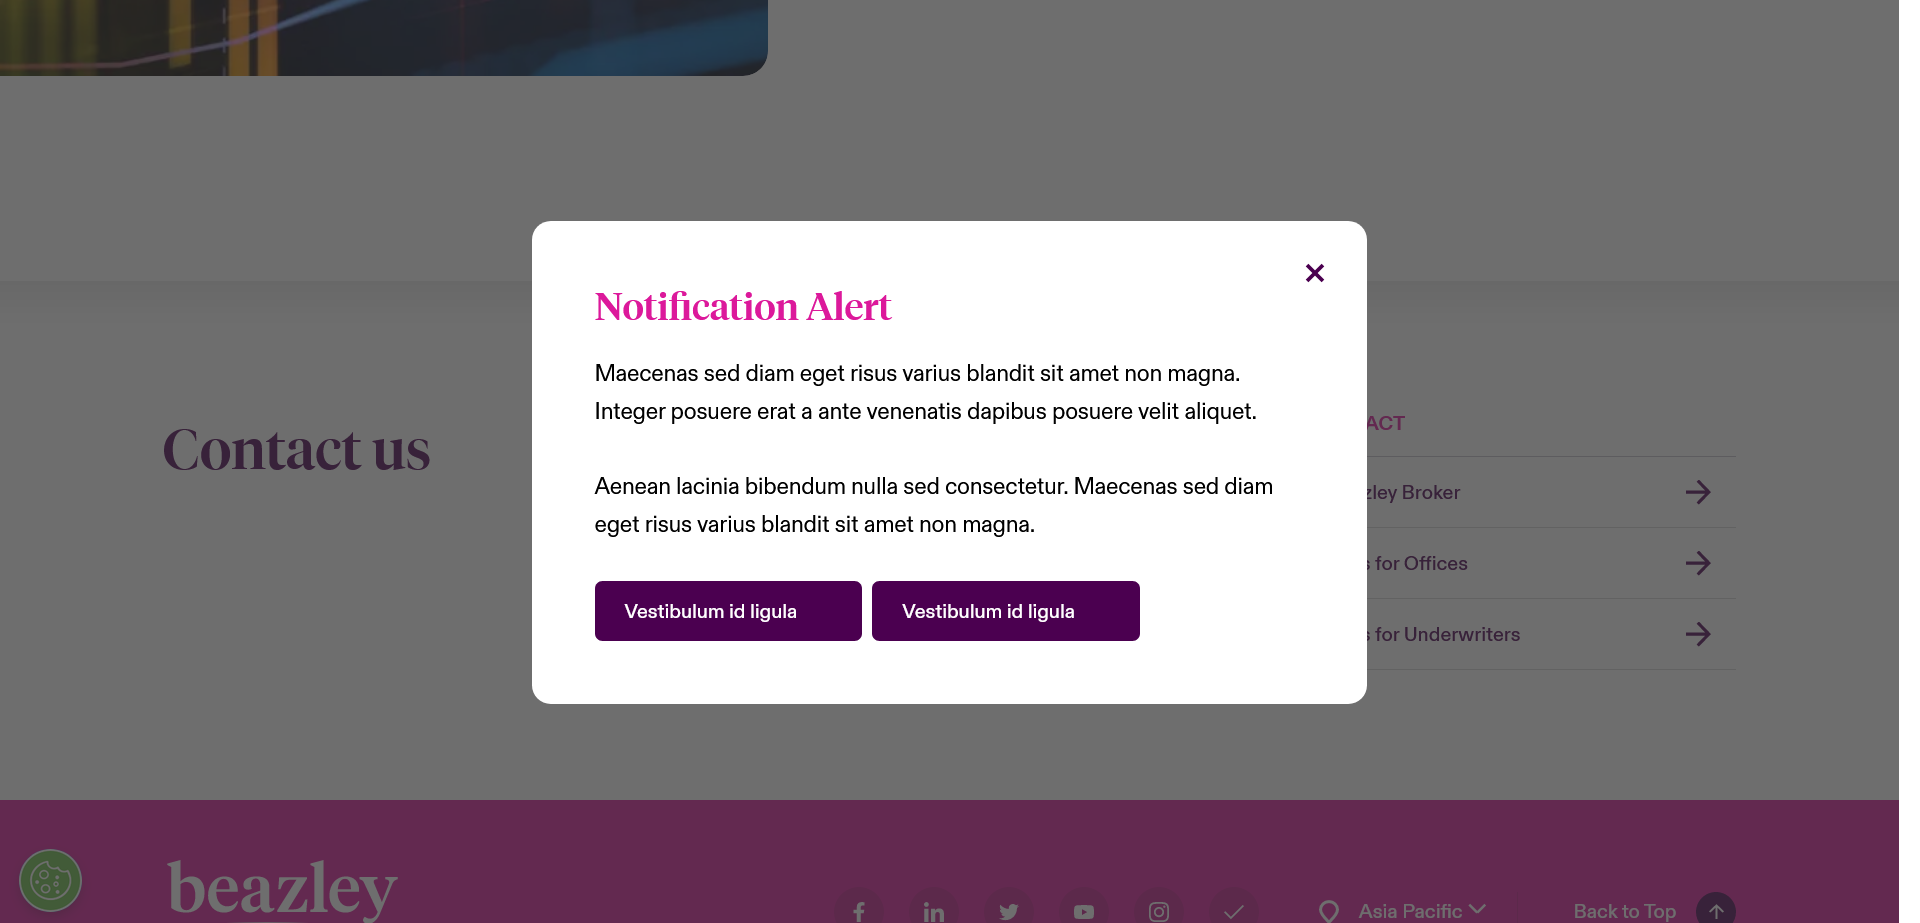 Notification Alert
Maecenas sed diam eget risus varius blandit sit amet non magna.
Integer posuere erat a ante venenatis dapibus posuere velit aliquet.
Aenean lacinia bibendum nulla sed consectetur. Maecenas sed diam
eget risus varius blandit sit amet non magna.
Vestibulum id ligula
Vestibulum id ligula
Contact us
ACT
zley Broker
s for Offices
s for Underwriters
beazley
Asia Pacific
Back to Top